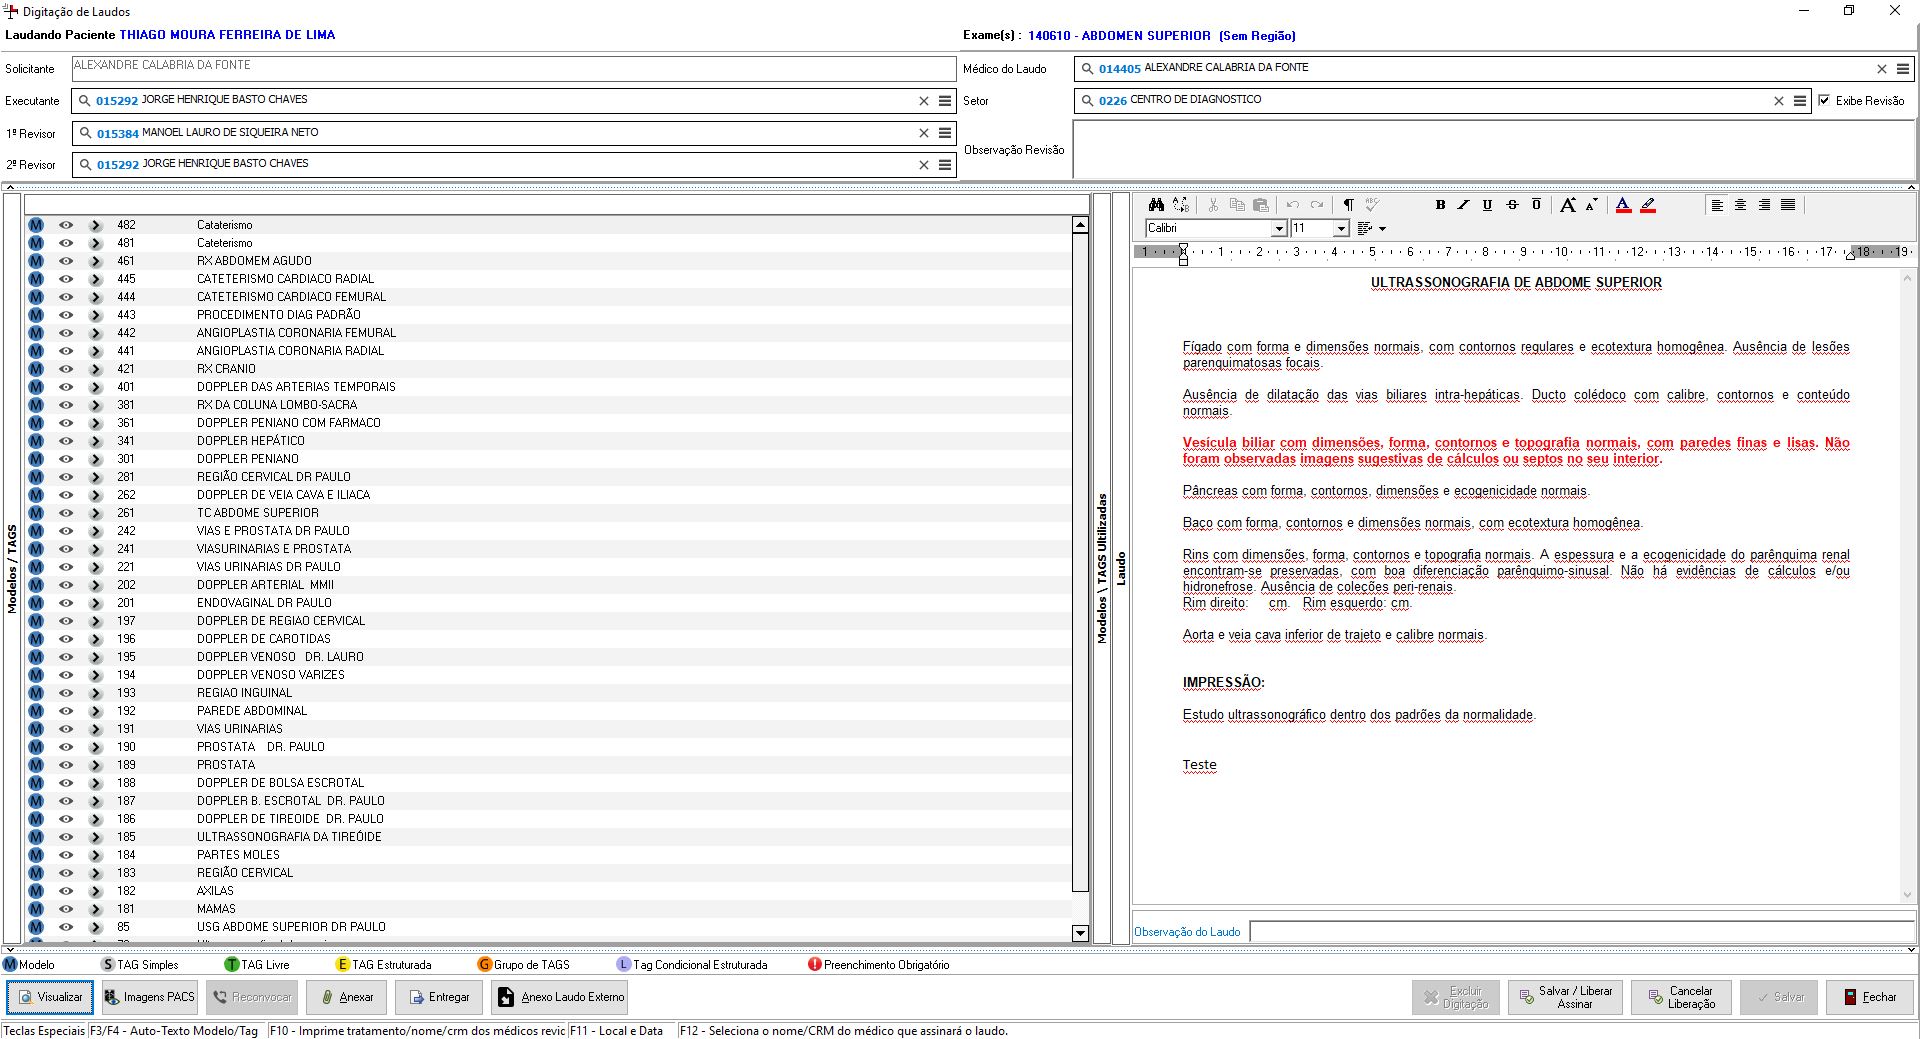 Digitação de Laudos
Laudando Paciente THIAGO MOURA FERREIRA DE LIMA
Exame(s) : 140610 - ABDOMEN SUPERIOR (Sem Região)
Solicitante ALEXANDRE CALABRIA DA FONTE
Médico do Laudo 014405 ALEXANDRE CALABRIA DA FONTE
Executante 015292 JORGE HENRIQUE BASTO CHAVES
Setor 0226 CENTRO DE DIAGNOSTICO Exibe Revisão
1º Revisor 015384 MANOEL LAURO DE SIQUEIRA NETO
2º Revisor 015292 JORGE HENRIQUE BASTO CHAVES
Observação Revisão
Modelos / TAGS
482 Cataterismo
481 Cateterismo
461 RX ABDOMEM AGUDO
445 CATETERISMO CARDIACO RADIAL
444 CATETERISMO CARDIACO FEMURAL
443 PROCEDIMENTO DIAG PADRÃO
442 ANGIOPLASTIA CORONARIA FEMURAL
441 ANGIOPLASTIA CORONARIA RADIAL
421 RX CRANIO
401 DOPPLER DAS ARTERIAS TEMPORAIS
381 RX DA COLUNA LOMBO-SACRA
361 DOPPLER PENIANO COM FARMACO
341 DOPPLER HEPÁTICO
301 DOPPLER PENIANO
281 REGIÃO CERVICAL DR PAULO
262 DOPPLER DE VEIA CAVA E ILIACA
261 TC ABDOME SUPERIOR
242 VIAS E PROSTATA DR PAULO
241 VIASURINARIAS E PROSTATA
221 VIAS URINARIAS DR PAULO
202 DOPPLER ARTERIAL MMII
201 ENDOVAGINAL DR PAULO
197 DOPPLER DE REGIAO CERVICAL
196 DOPPLER DE CAROTIDAS
195 DOPPLER VENOSO DR. LAURO
194 DOPPLER VENOSO VARIZES
193 REGIAO INGUINAL
192 PAREDE ABDOMINAL
191 VIAS URINARIAS
190 PROSTATA DR. PAULO
189 PROSTATA
188 DOPPLER DE BOLSA ESCROTAL
187 DOPPLER B. ESCROTAL DR. PAULO
186 DOPPLER DE TIREOIDE DR. PAULO
185 ULTRASSONOGRAFIA DA TIREÓIDE
184 PARTES MOLES
183 REGIÃO CERVICAL
182 AXILAS
181 MAMAS
85 USG ABDOME SUPERIOR DR PAULO
Modelos \ TAGS Ultilizadas
Laudo
Calibri 11
1 1 2 3 4 5 6 7 8 9 10 11 12 13 14 15 16 17 18 19
ULTRASSONOGRAFIA DE ABDOME SUPERIOR
Fígado com forma e dimensões normais, com contornos regulares e ecotextura homogênea. Ausência de lesões
parenquimatosas focais.
Ausência de dilatação das vias biliares intra-hepáticas. Ducto colédoco com calibre, contornos e conteúdo
normais.
Vesícula biliar com dimensões, forma, contornos e topografia normais, com paredes finas e lisas. Não
foram observadas imagens sugestivas de cálculos ou septos no seu interior.
Pâncreas com forma, contornos, dimensões e ecogenicidade normais.
Baço com forma, contornos e dimensões normais, com ecotextura homogênea.
Rins com dimensões, forma, contornos e topografia normais. A espessura e a ecogenicidade do parênquima renal
encontram-se preservadas, com boa diferenciação parênquimo-sinusal. Não há evidências de cálculos e/ou
hidronefrose. Ausência de coleções peri-renais.
Rim direito: cm. Rim esquerdo: cm.
Aorta e veia cava inferior de trajeto e calibre normais.
IMPRESSÃO:
Estudo ultrassonográfico dentro dos padrões da normalidade.
Teste
Observação do Laudo
M Modelo S TAG Simples T TAG Livre E TAG Estruturada G Grupo de TAGS L Tag Condicional Estruturada Preenchimento Obrigatório
Visualizar Imagens PACS Reconvocar Anexar Entregar Anexo Laudo Externo
Excluir Digitação
Salvar / Liberar Assinar
Cancelar Liberação
Salvar
Fechar
Teclas Especiais F3/F4 - Auto-Texto Modelo/Tag F10 - Imprime tratamento/nome/crm dos médicos revic F11 - Local e Data F12 - Seleciona o nome/CRM do médico que assinará o laudo.